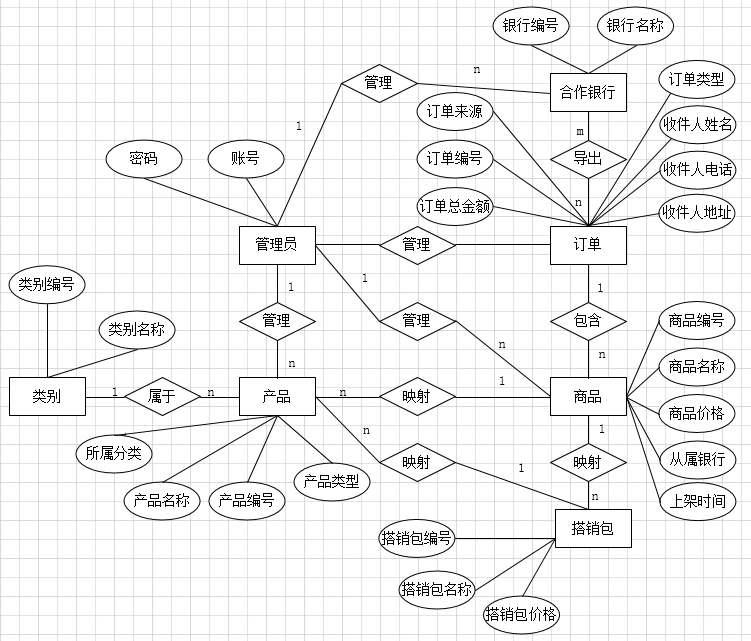 银行编号
银行名称
管理
n
合作银行
订单类型
订单来源
收件人姓名
1
m
密码
账号
订单编号
导出
收件人电话
n
订单总金额
收件人地址
管理员
管理
订单
类别编号
1
1
1
类别名称
管理
管理
包含
商品编号
n
n
n
商品名称
类别
1
属于
n
产品
n
映射
1
商品
商品价格
所属分类
n
1
映射
1
映射
从属银行
产品名称
产品编号
产品类型
n
上架时间
搭销包
搭销包编号
搭销包名称
搭销包价格